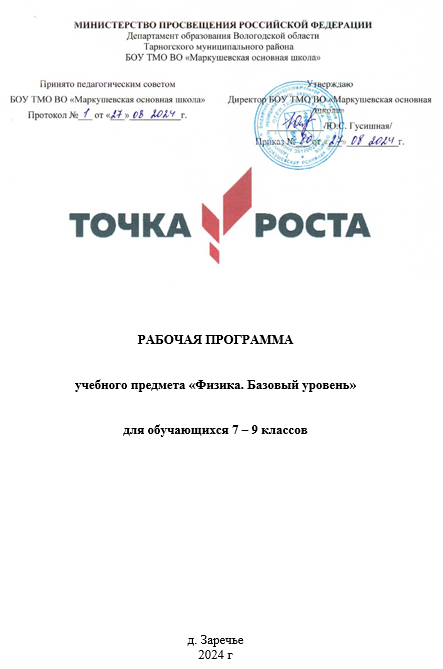 МИНИСТЕРСТВО ПРОСВЕЩЕНИЯ РОССИЙСКОЙ ФЕДЕРАЦИИ
Департамент образования Вологодской области
Тарногского муниципального района
БОУ ТМО ВО «Маркушевская основная школа»
Принято педагогическим советом
БОУ ТМО ВО «Маркушевская основная школа»
Протокол № 1 от «27» 08 2024 г.
Утверждаю
Директор БОУ ТМО ВО «Маркушевская основная
школа»
/Ю.С. Гусишная/
Приказ № 80 от «27» 08 2024 г.
ТОЧКА РОСТА
РАБОЧАЯ ПРОГРАММА
учебного предмета «Физика. Базовый уровень»
для обучающихся 7 – 9 классов
д. Заречье
2024 г